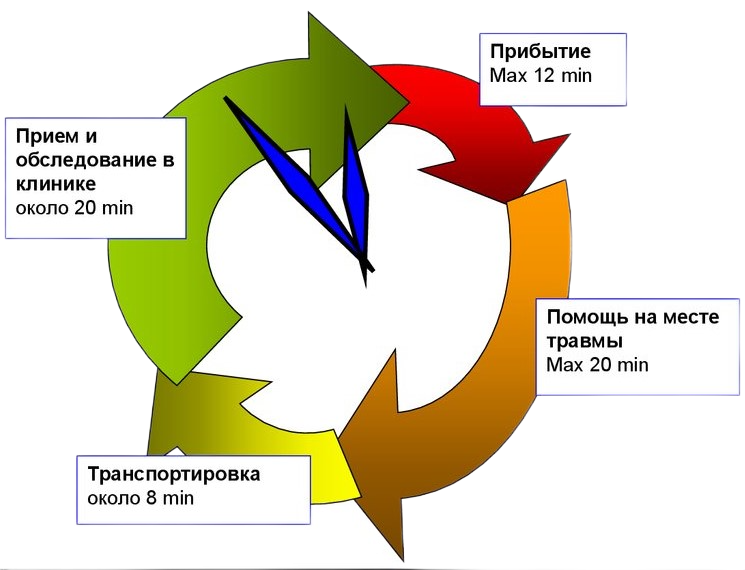 Прибытие
Max 12 min
Помощь на месте
травмы
Max 20 min
Транспортировка
около 8 min
Прием и
обследование в
клинике
около 20 min